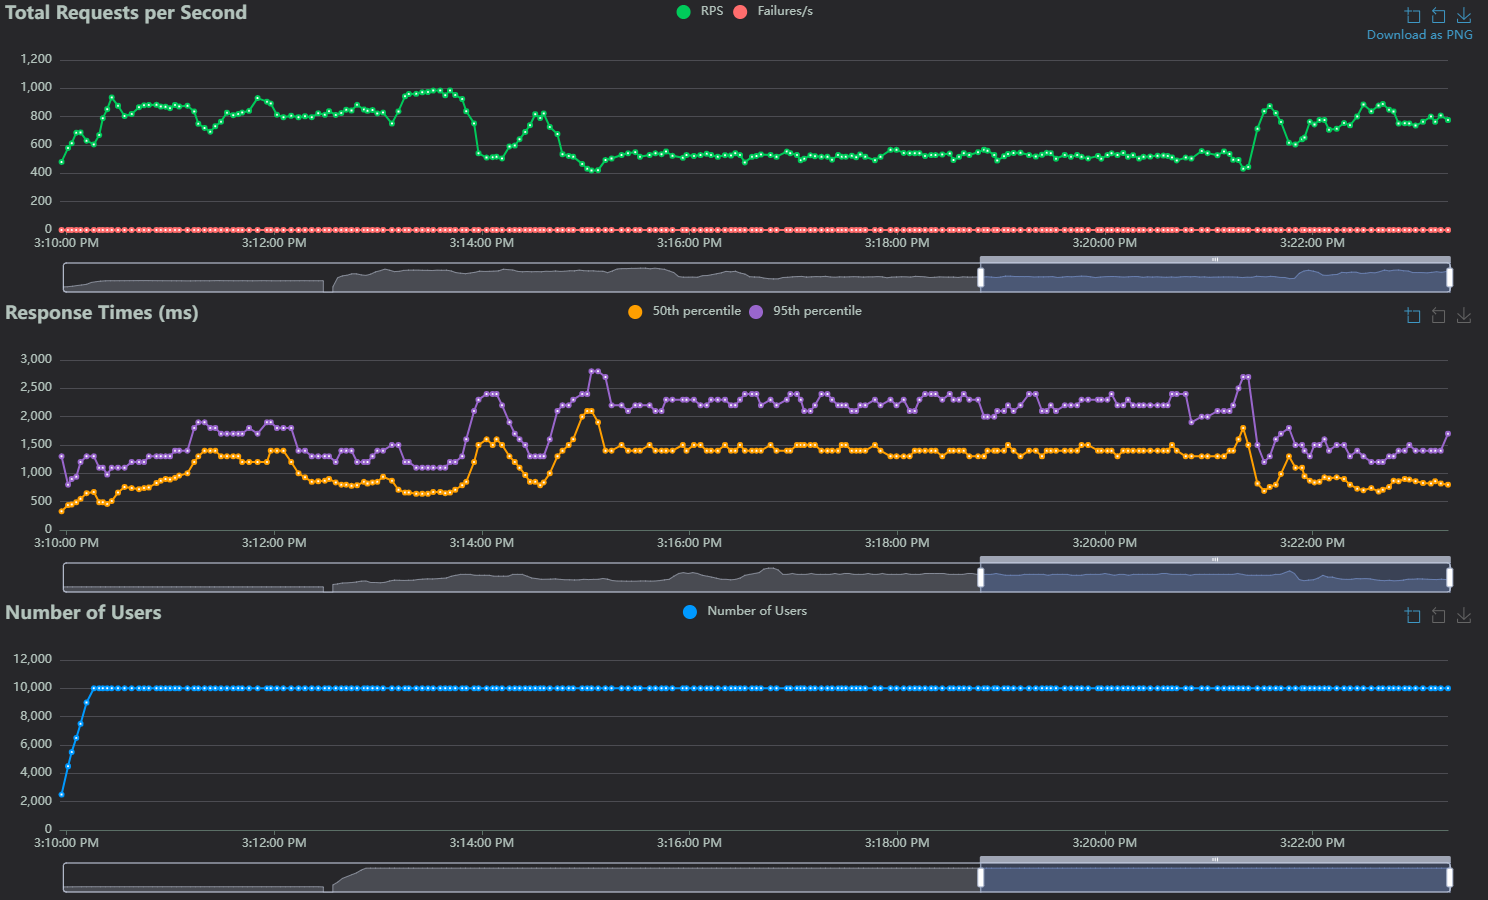 Total Requests per Second
RPS Failures/s
Download as PNG
1,200
1,000
800
600
400
200
0
3:10:00 PM 3:12:00 PM 3:14:00 PM 3:16:00 PM 3:18:00 PM 3:20:00 PM 3:22:00 PM
Response Times (ms)
50th percentile 95th percentile
3,000
2,500
2,000
1,500
1,000
500
0
3:10:00 PM 3:12:00 PM 3:14:00 PM 3:16:00 PM 3:18:00 PM 3:20:00 PM 3:22:00 PM
Number of Users
Number of Users
12,000
10,000
8,000
6,000
4,000
2,000
0
3:10:00 PM 3:12:00 PM 3:14:00 PM 3:16:00 PM 3:18:00 PM 3:20:00 PM 3:22:00 PM